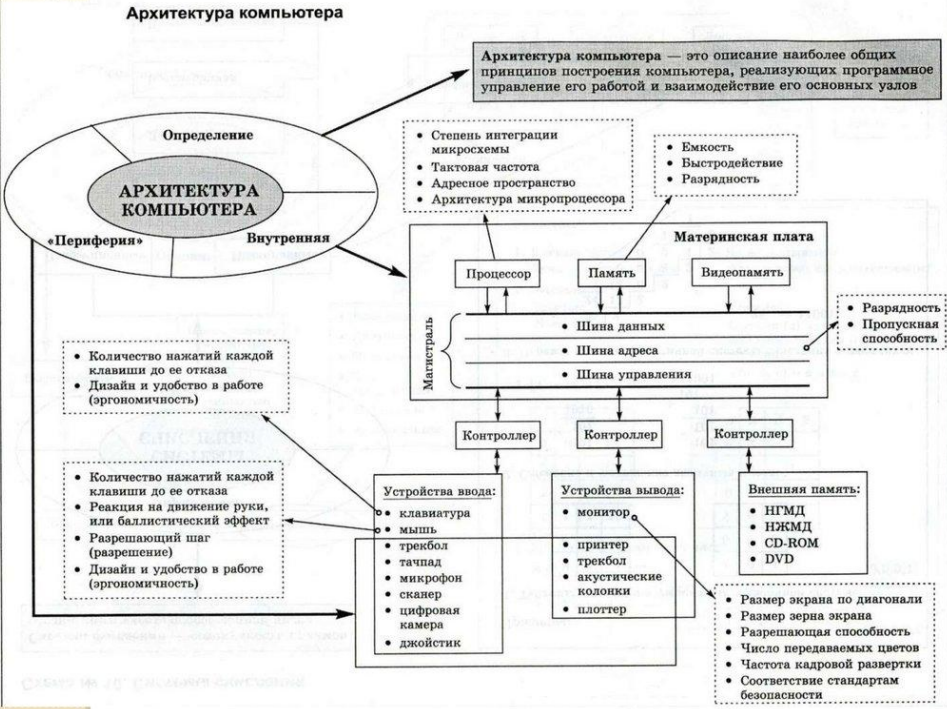 Архитектура компьютера
Архитектура компьютера — это описание наиболее общих
принципов построения компьютера, реализующих программное
управление его работой и взаимодействие его основных узлов
Определение
АРХИТЕКТУРА
КОМПЬЮТЕРА
«Периферия»
Внутренняя
• Степень интеграции
микросхемы
• Тактовая частота
• Адресное пространство
• Архитектура микропроцессора
• Емкость
• Быстродействие
• Разрядность
Материнская плата
Процессор
Память
Видеопамять
Магистраль
• Шина данных
• Шина адреса
• Шина управления
• Разрядность
• Пропускная
способность
Контроллер
Контроллер
Контроллер
• Количество нажатий каждой
клавиши до ее отказа
• Дизайн и удобство в работе
(эргономичность)
• Количество нажатий каждой
клавиши до ее отказа
• Реакция на движение руки,
или баллистический эффект
• Разрешающий шаг
(разрешение)
• Дизайн и удобство в работе
(эргономичность)
Устройства ввода:
• клавиатура
• мышь
• трекбол
• тачпад
• микрофон
• сканер
• цифровая
камера
• джойстик
Устройства вывода:
• монитор
• принтер
• трекбол
• акустические
колонки
• плоттер
Внешняя память:
• НГМД
• НЖМД
• CD-ROM
• DVD
• Размер экрана по диагонали
• Размер зерна экрана
• Разрешающая способность
• Число передаваемых цветов
• Частота кадровой развертки
• Соответствие стандартам
безопасности